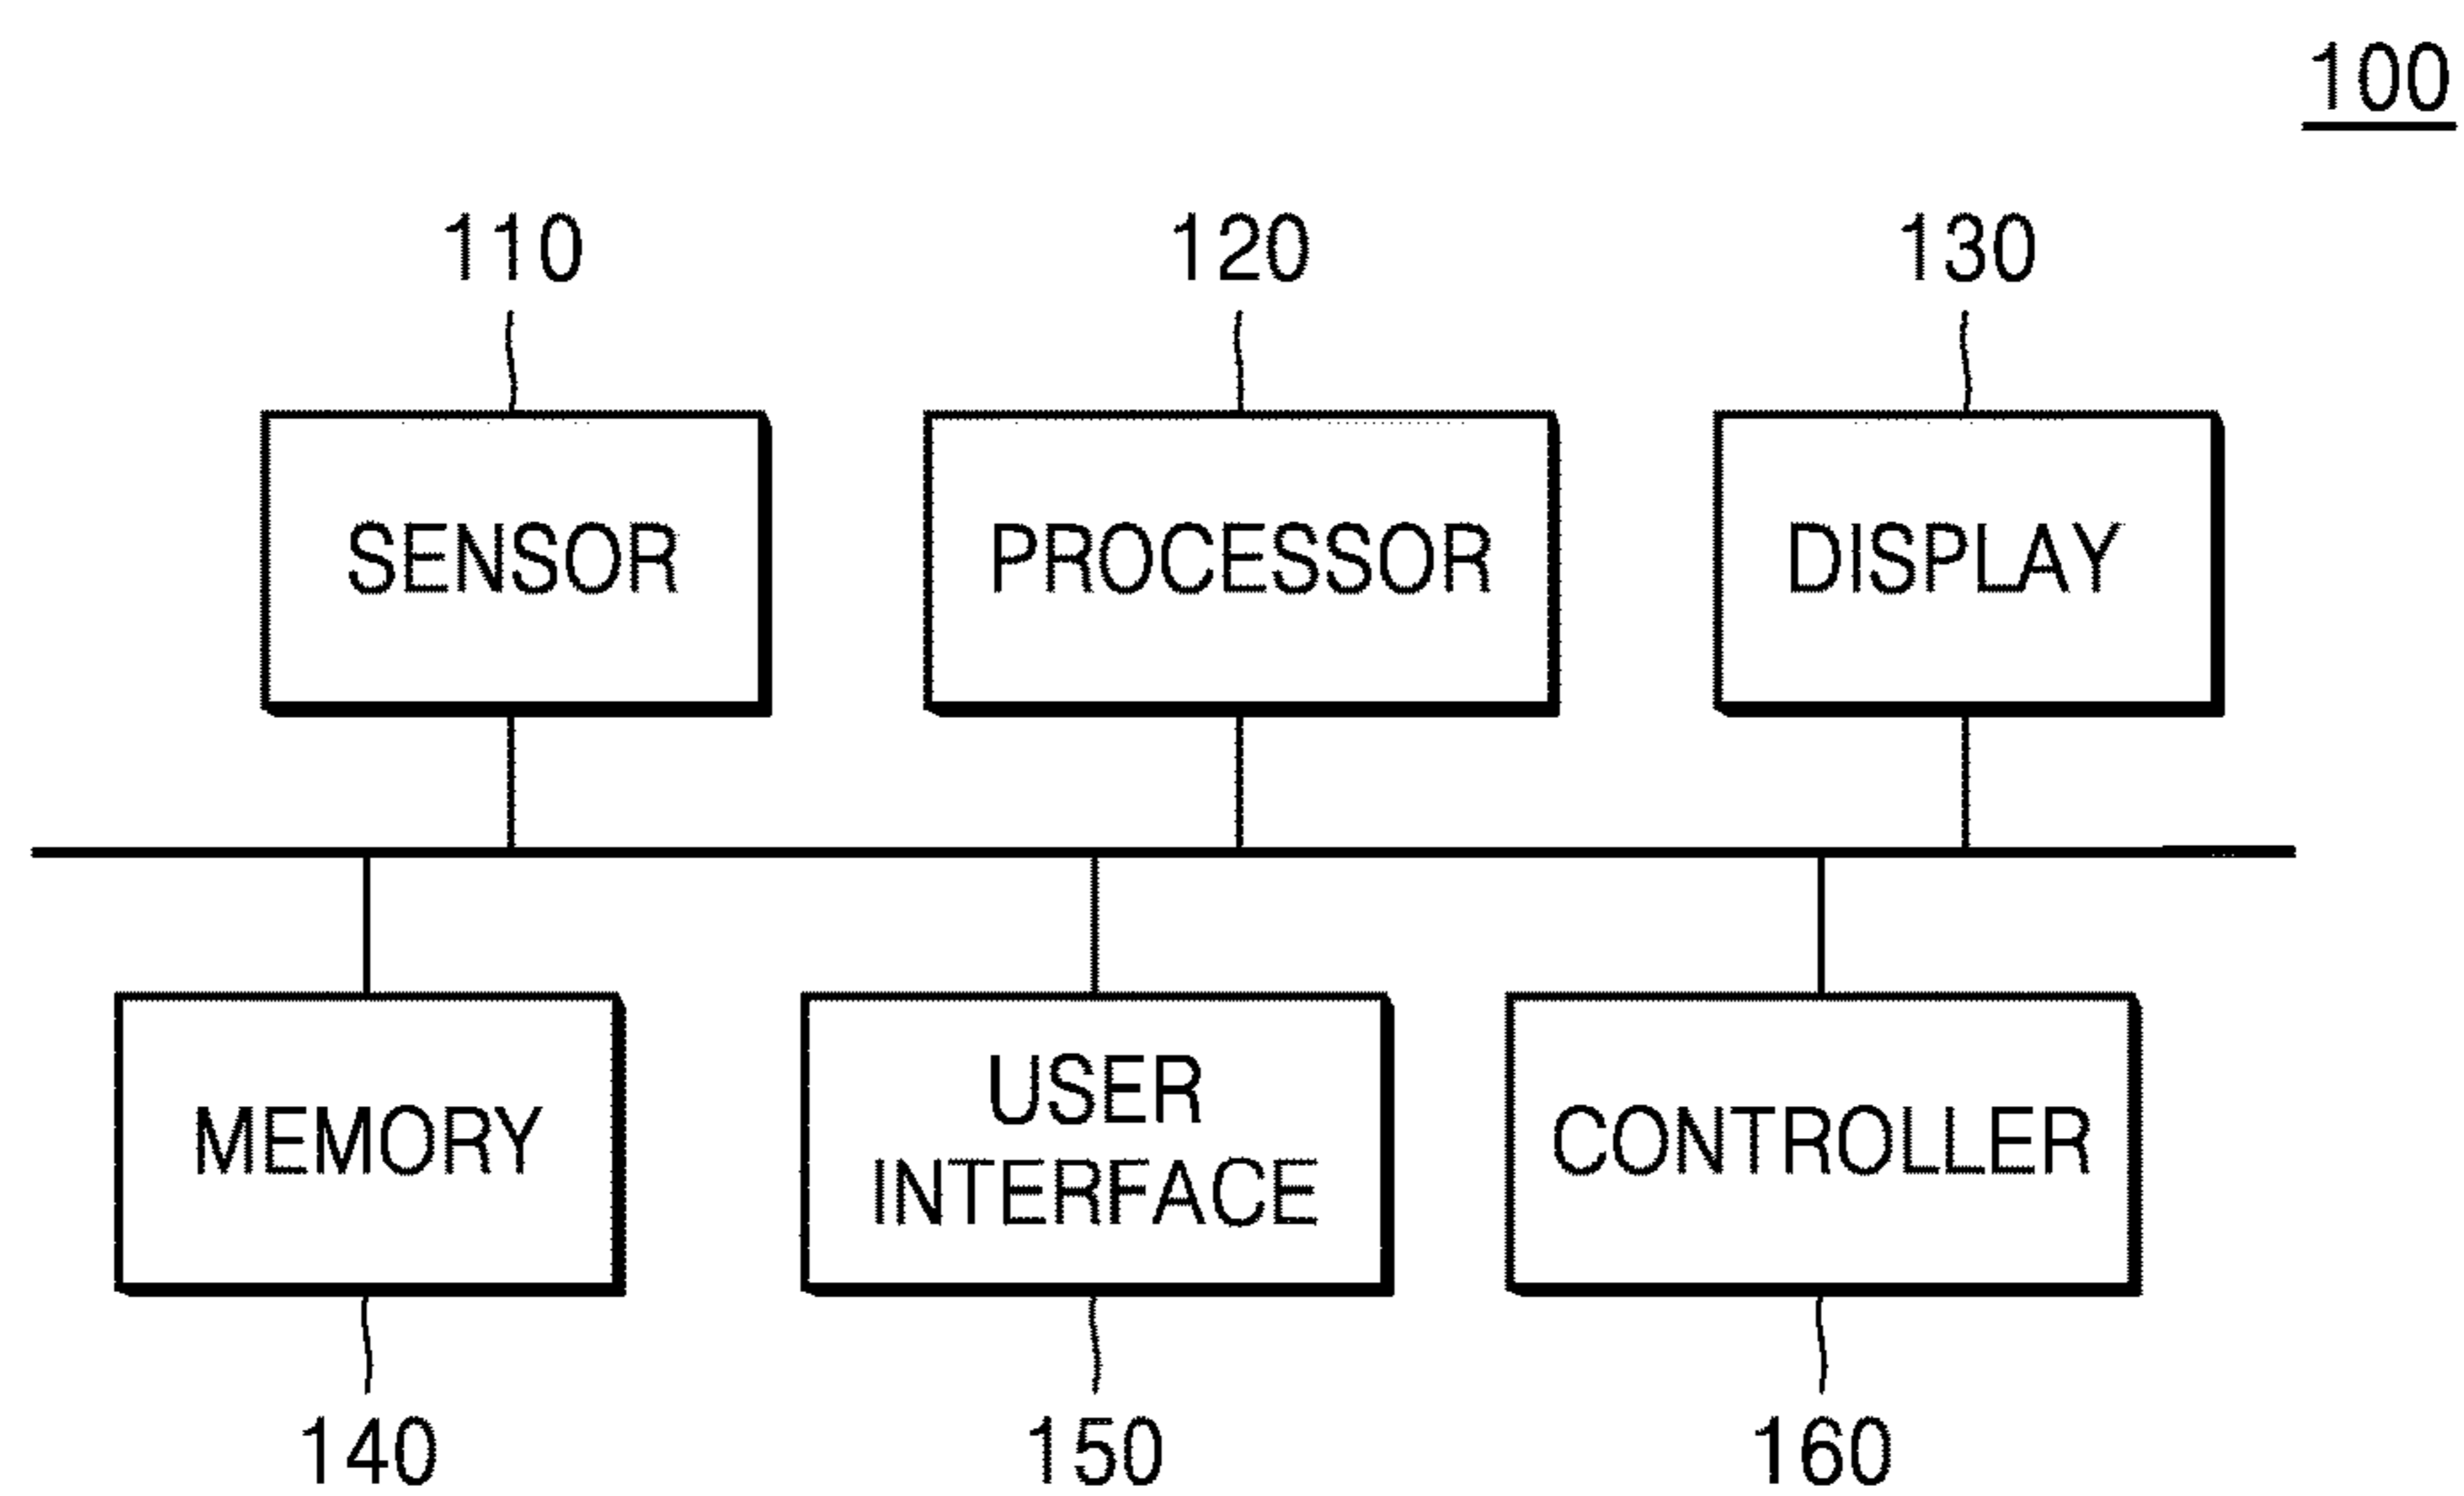 100
110
120
130
SENSOR
PROCESSOR
DISPLAY
MEMORY
USER
INTERFACE
CONTROLLER
140
150
160